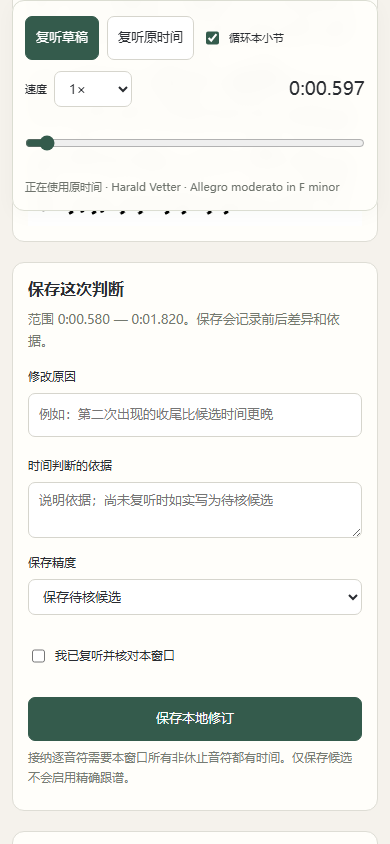 复听草稿
复听原时间
循环本小节
速度
1×
0:00.597
正在使用原时间 · Harald Vetter · Allegro moderato in F minor
保存这次判断
范围 0:00.580 — 0:01.820。保存会记录前后差异和依
据。
修改原因
例如：第二次出现的收尾比候选时间更晚
时间判断的依据
说明依据；尚未复听时如实写为待核候选
保存精度
保存待核候选
我已复听并核对本窗口
保存本地修订
接纳逐音符需要本窗口所有非休止音符都有时间。仅保存候选
不会启用精确跟谱。